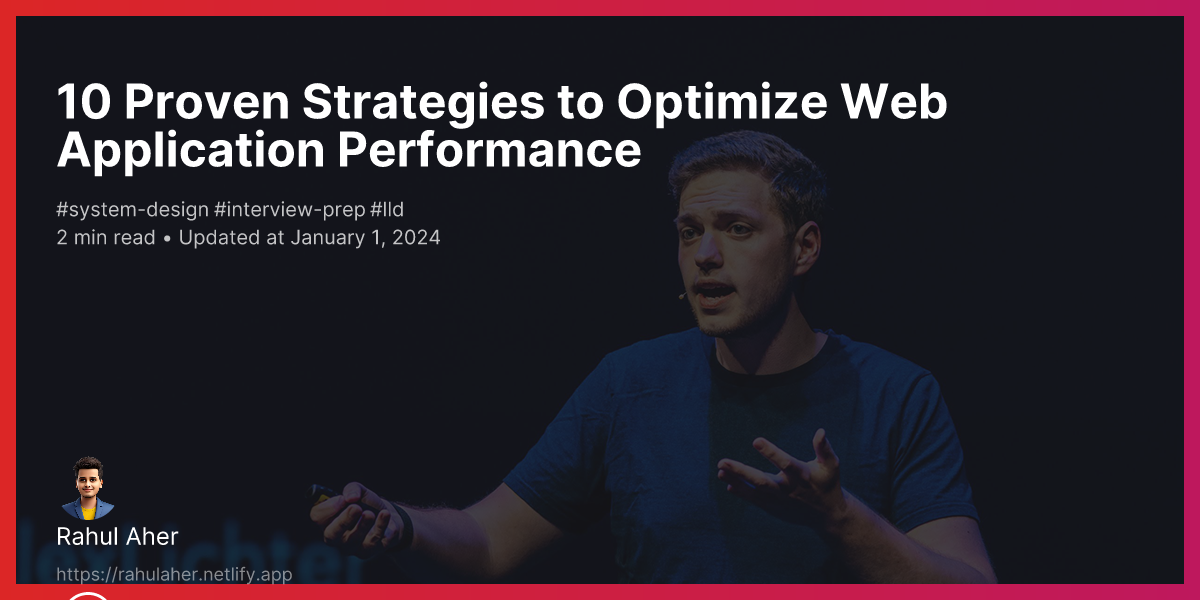 10 Proven Strategies to Optimize Web
Application Performance
#system-design #interview-prep #lld
2 min read • Updated at January 1, 2024
Rahul Aher
https://rahulaher.netlify.app